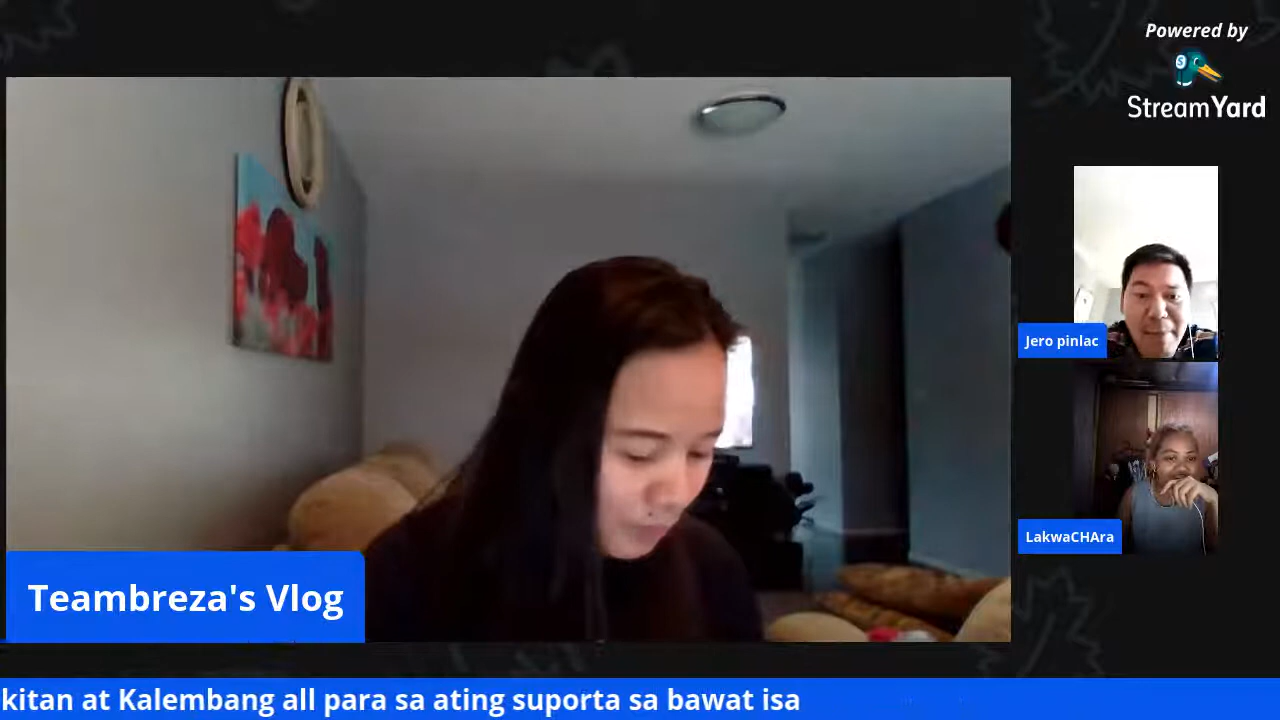 Powered by
StreamYard
Jero pinlac
LakwaCHAra
Teambreza's Vlog
kitan at Kalembang all para sa ating suporta sa bawat isa